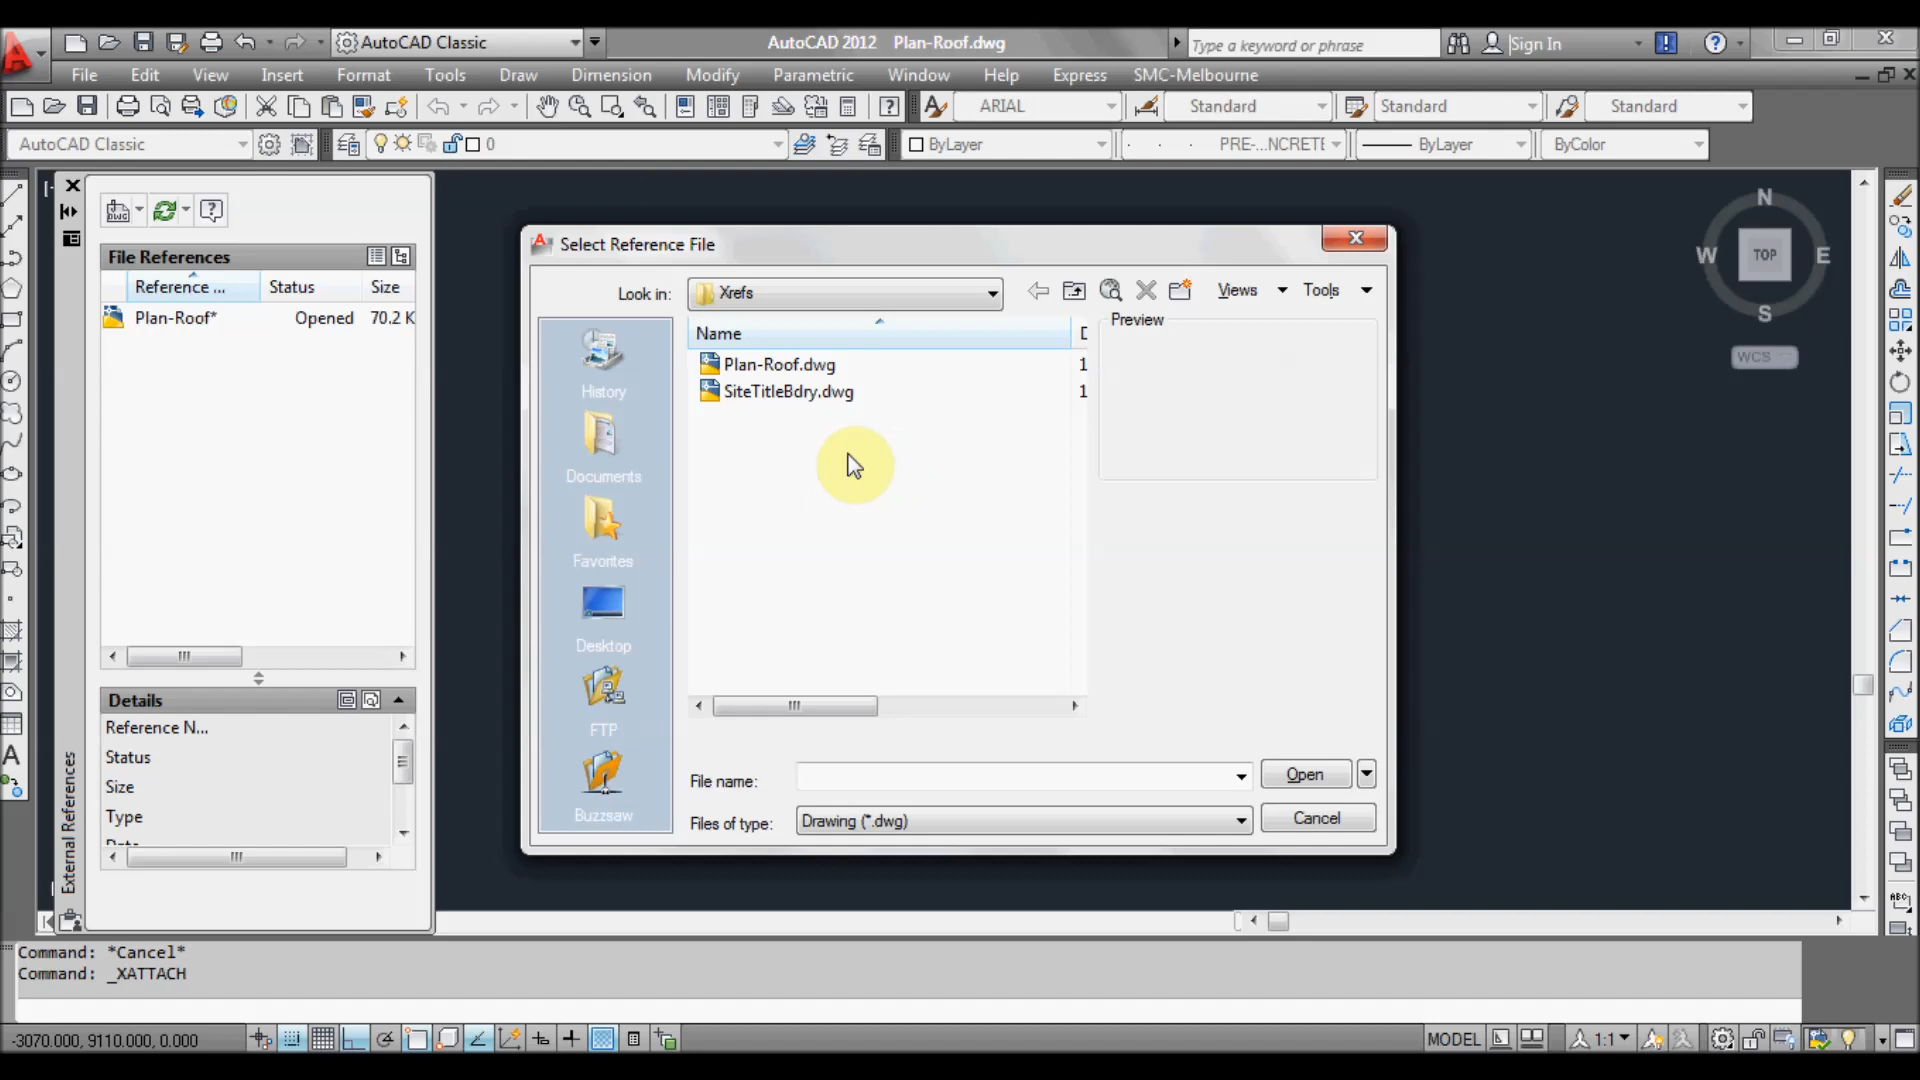 AutoCAD Classic
AutoCAD 2012 Plan-Roof.dwg
Type a keyword or phrase
Sign In
File Edit View Insert Format Tools Draw Dimension Modify Parametric Window Help Express SMC-Melbourne
ARIAL Standard Standard Standard
AutoCAD Classic 0 ByLayer PRE-...NCRETE ByLayer ByColor
File References
Reference ... Status Size
Plan-Roof* Opened 70.2 K
Details
Reference N...
Status
Size
Type
External References
Select Reference File
Look in: Xrefs
Views Tools
Name
Preview
Plan-Roof.dwg 1
SiteTitleBdry.dwg 1
History
Documents
Favorites
Desktop
FTP
Buzzsaw
File name:
Open
Files of type: Drawing (*.dwg)
Cancel
N
W TOP E
S
WCS
Command: *Cancel*
Command: _XATTACH
-3070.000, 9110.000, 0.000
MODEL 1:1